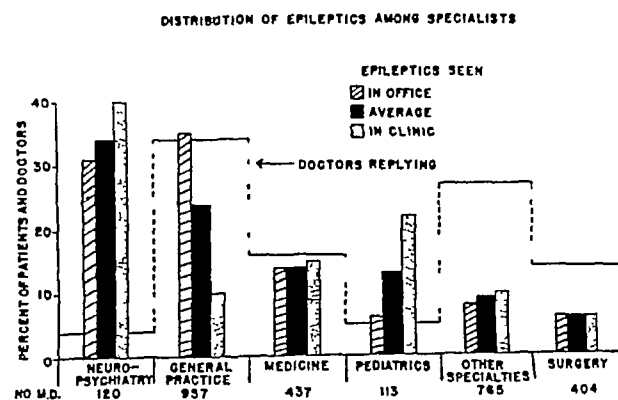 DISTRIBUTION OF EPILEPTICS AMONG SPECIALISTS
EPILEPTICS SEEN
IN OFFICE
AVERAGE
IN CLINIC
DOCTORS REPLYING
PERCENT OF PATIENTS AND DOCTORS
40
30
20
10
0
NEURO-
PSYCHIATRY
GENERAL
PRACTICE
MEDICINE
PEDIATRICS
OTHER
SPECIALTIES
SURGERY
NO M.D. 120 957 437 113 765 404